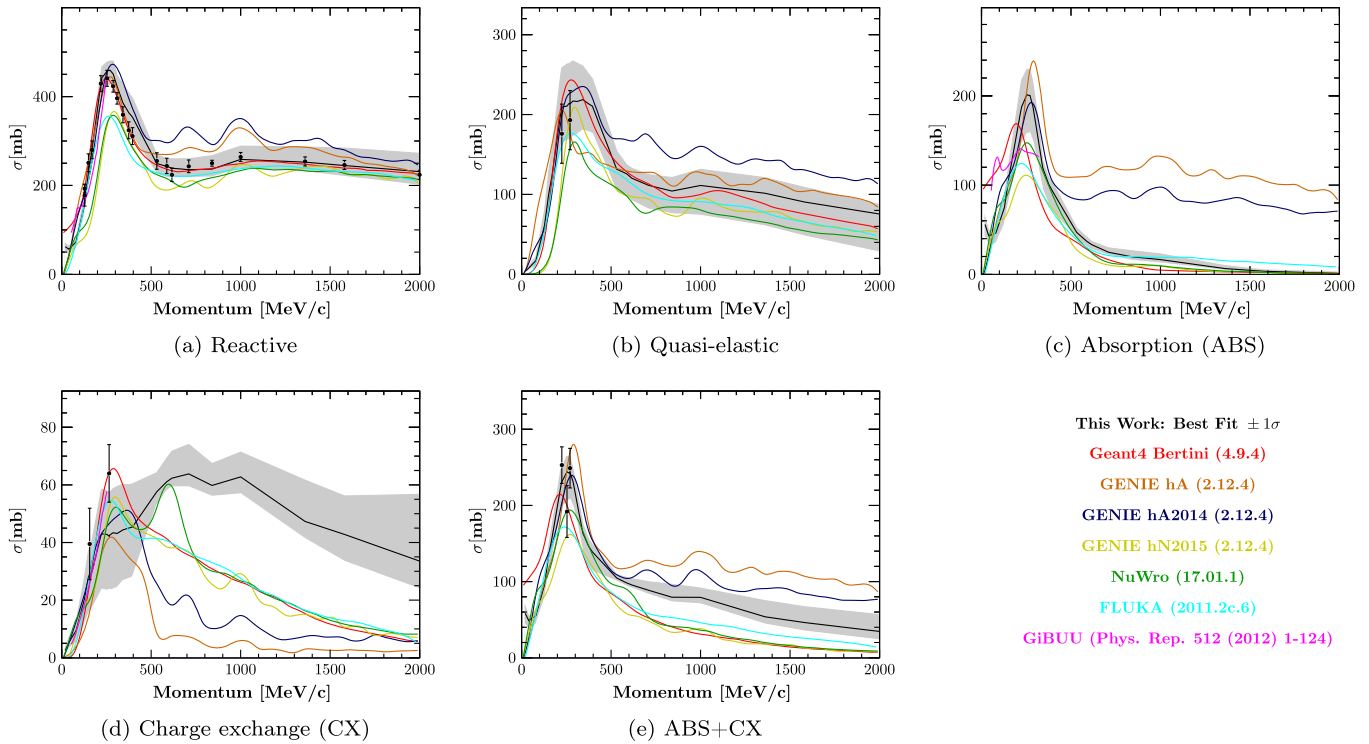 σ[mb]
400
200
0
0 500 1000 1500 2000
Momentum [MeV/c]
(a) Reactive
σ[mb]
300
200
100
0
0 500 1000 1500 2000
Momentum [MeV/c]
(b) Quasi-elastic
σ[mb]
200
100
0
0 500 1000 1500 2000
Momentum [MeV/c]
(c) Absorption (ABS)
σ[mb]
80
60
40
20
0
0 500 1000 1500 2000
Momentum [MeV/c]
(d) Charge exchange (CX)
σ[mb]
300
200
100
0
0 500 1000 1500 2000
Momentum [MeV/c]
(e) ABS+CX
This Work: Best Fit ±1σ
Geant4 Bertini (4.9.4)
GENIE hA (2.12.4)
GENIE hA2014 (2.12.4)
GENIE hN2015 (2.12.4)
NuWro (17.01.1)
FLUKA (2011.2c.6)
GiBUU (Phys. Rep. 512 (2012) 1-124)